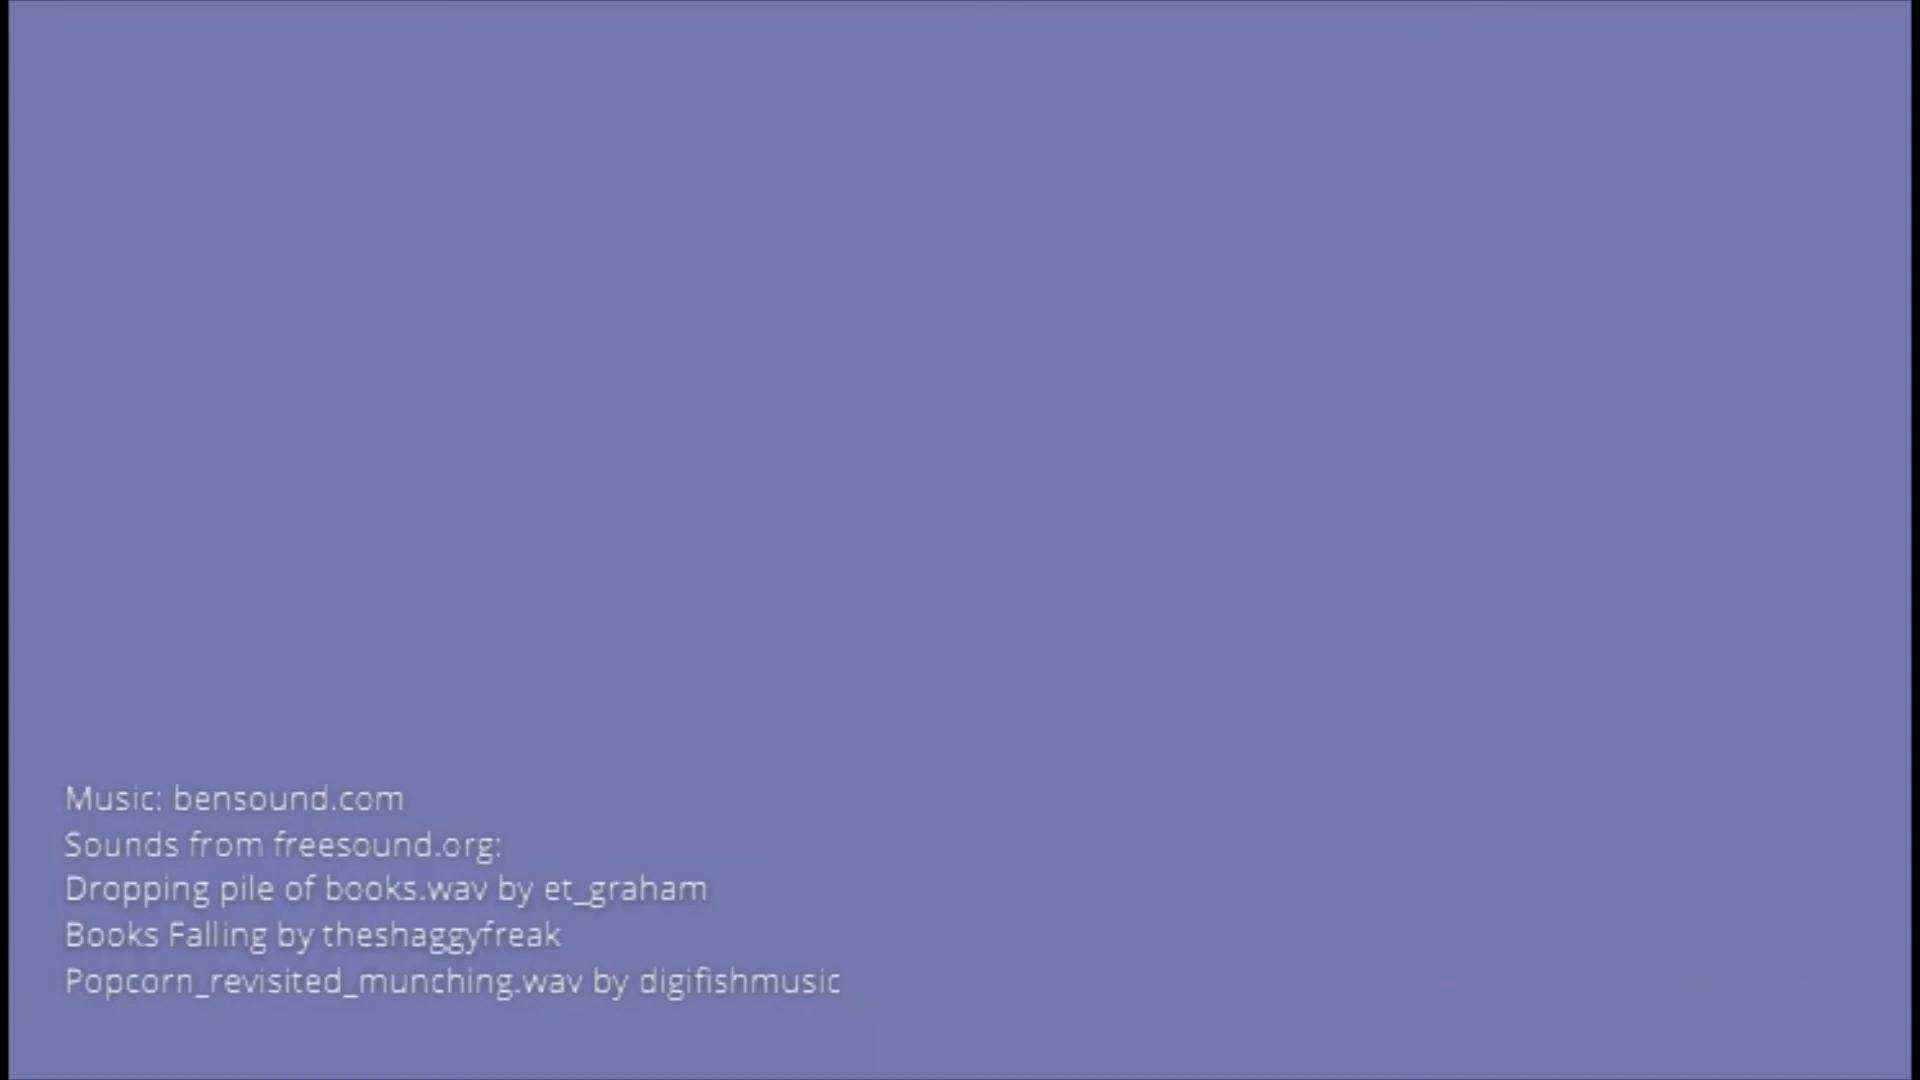 Music: bensound.com
Sounds from freesound.org:
Dropping pile of books.wav by et_graham
Books Falling by theshaggyfreak
Popcorn_revisited_munching.wav by digifishmusic